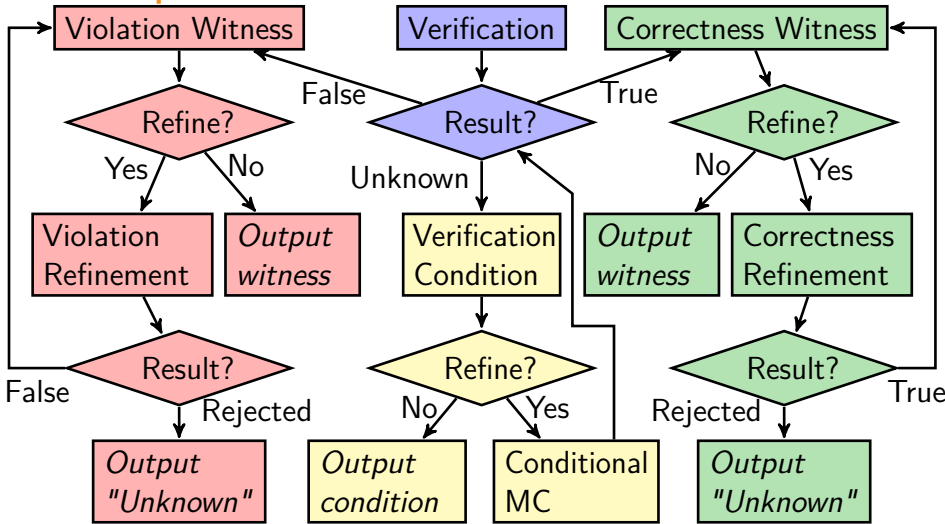 Violation Witness
Verification
Correctness Witness
False
True
Refine?
Result?
Refine?
Yes
No
Unknown
No
Yes
Violation
Refinement
Output
witness
Verification
Condition
Output
witness
Correctness
Refinement
Result?
Refine?
Result?
False
Rejected
No
Yes
Rejected
True
Output
"Unknown"
Output
condition
Conditional
MC
Output
"Unknown"